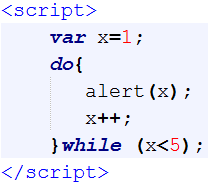 <script>
var x=1;
do{
alert(x);
x++;
}while (x<5);
</script>